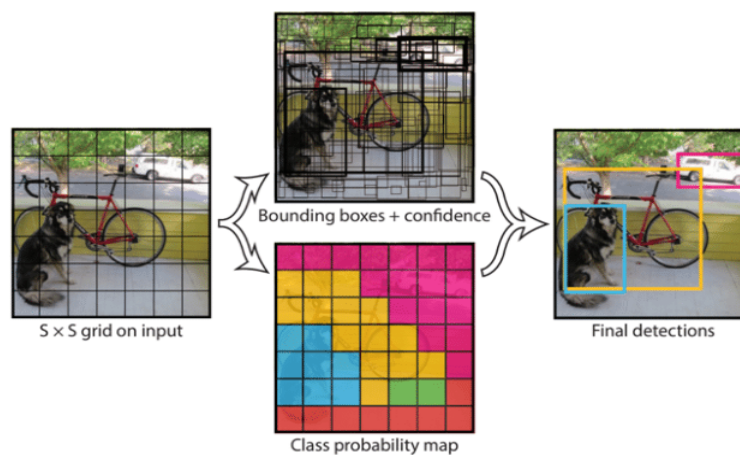 Bounding boxes + confidence
S × S grid on input
Final detections
Class probability map